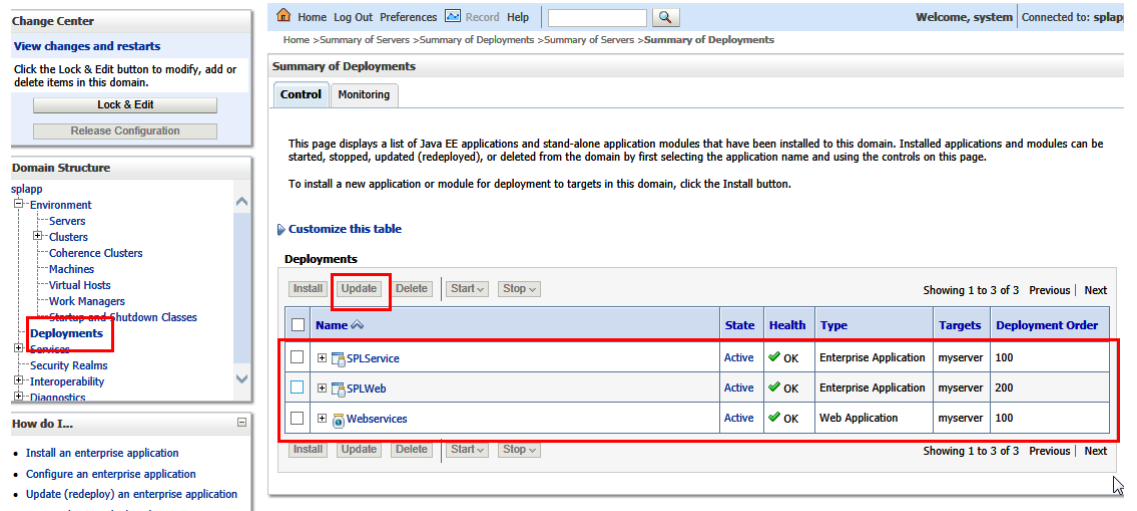 Change Center
View changes and restarts
Click the Lock & Edit button to modify, add or
delete items in this domain.
Lock & Edit
Release Configuration
Domain Structure
splapp
Environment
Servers
Clusters
Coherence Clusters
Machines
Virtual Hosts
Work Managers
Startup and Shutdown Classes
Deployments
Services
Security Realms
Interoperability
Diagnostics
How do I...
Install an enterprise application
Configure an enterprise application
Update (redeploy) an enterprise application
Home Log Out Preferences Record Help
Welcome, system Connected to: splapp
Home >Summary of Servers >Summary of Deployments >Summary of Servers >Summary of Deployments
Summary of Deployments
Control Monitoring
This page displays a list of Java EE applications and stand-alone application modules that have been installed to this domain. Installed applications and modules can be
started, stopped, updated (redeployed), or deleted from the domain by first selecting the application name and using the controls on this page.
To install a new application or module for deployment to targets in this domain, click the Install button.
Customize this table
Deployments
Install Update Delete Start Stop Showing 1 to 3 of 3 Previous | Next
Name State Health Type Targets Deployment Order
SPLService Active OK Enterprise Application myserver 100
SPLWeb Active OK Enterprise Application myserver 200
Webservices Active OK Web Application myserver 100
Install Update Delete Start Stop Showing 1 to 3 of 3 Previous | Next